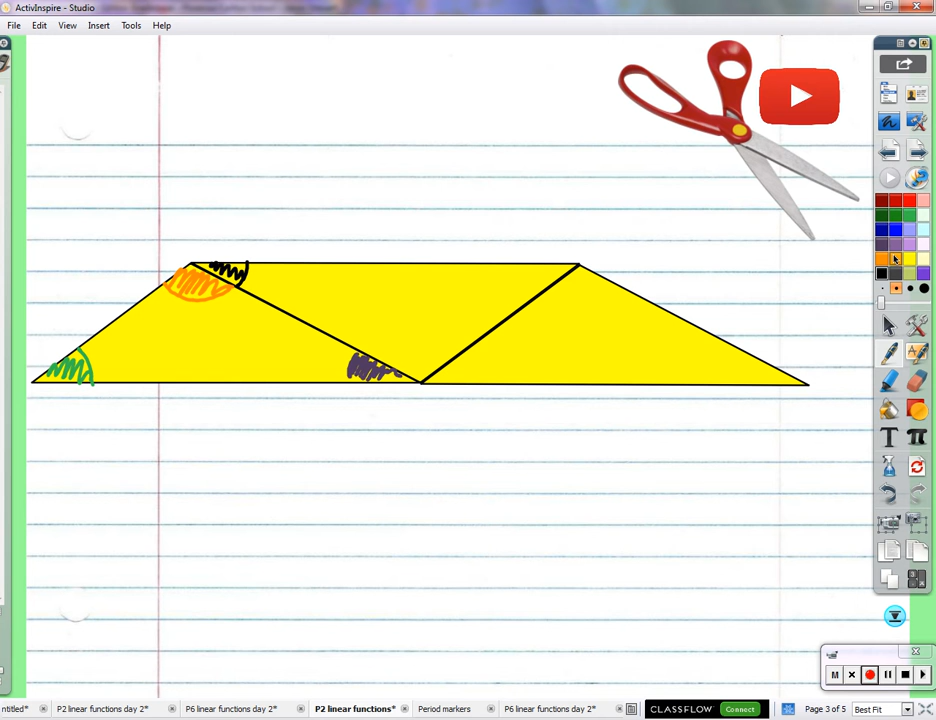 ActivInspire - Studio
File Edit View Insert Tools Help
T π
M
ntitled* P2 linear functions day 2* P6 linear functions day 2* P2 linear functions* Period markers P6 linear functions day 2* CLASSFLOW Connect Page 3 of 5 Best Fit